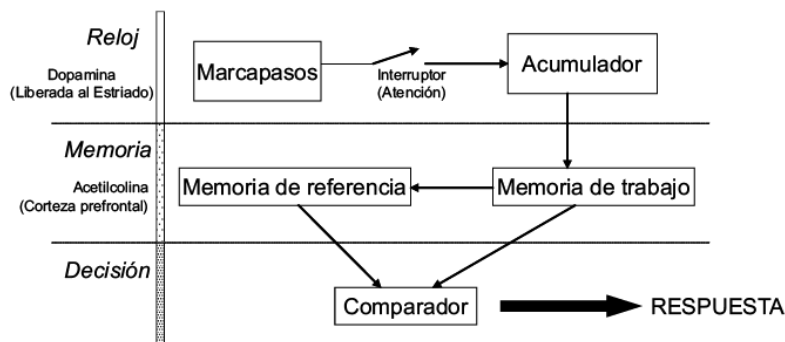 Reloj
Dopamina
(Liberada al Estriado)
Marcapasos
Interruptor
(Atención)
Acumulador
Memoria
Acetilcolina
(Corteza prefrontal)
Memoria de referencia
Memoria de trabajo
Decisión
Comparador
RESPUESTA